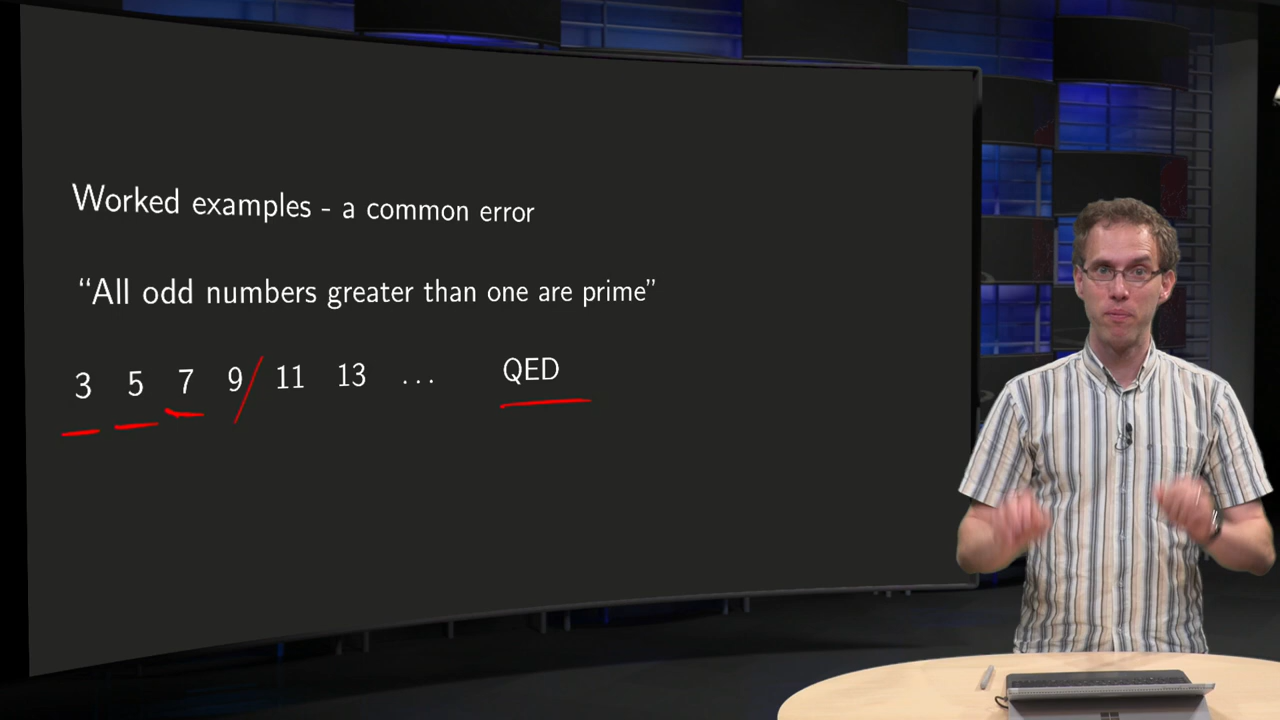 Worked examples - a common error
“All odd numbers greater than one are prime”
3 5 7 9 11 13 ... QED